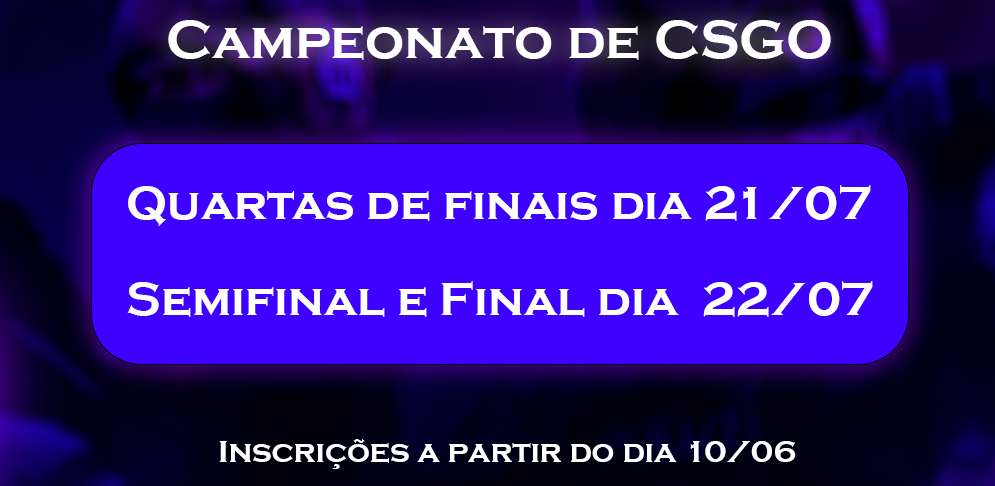 Campeonato de CSGO
Quartas de finais dia 21/07
Semifinal e Final dia 22/07
Inscrições a partir do dia 10/06